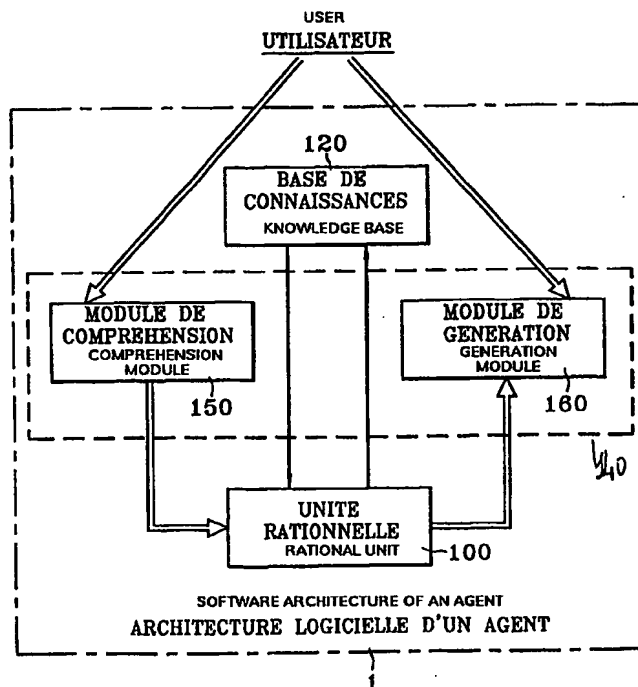 USER
UTILISATEUR
120
BASE DE
CONNAISSANCES
KNOWLEDGE BASE
MODULE DE
COMPREHENSION
COMPREHENSION
MODULE
150
MODULE DE
GENERATION
GENERATION
MODULE
160
140
UNITE
RATIONNELLE
RATIONAL UNIT
100
SOFTWARE ARCHITECTURE OF AN AGENT
ARCHITECTURE LOGICIELLE D'UN AGENT
1